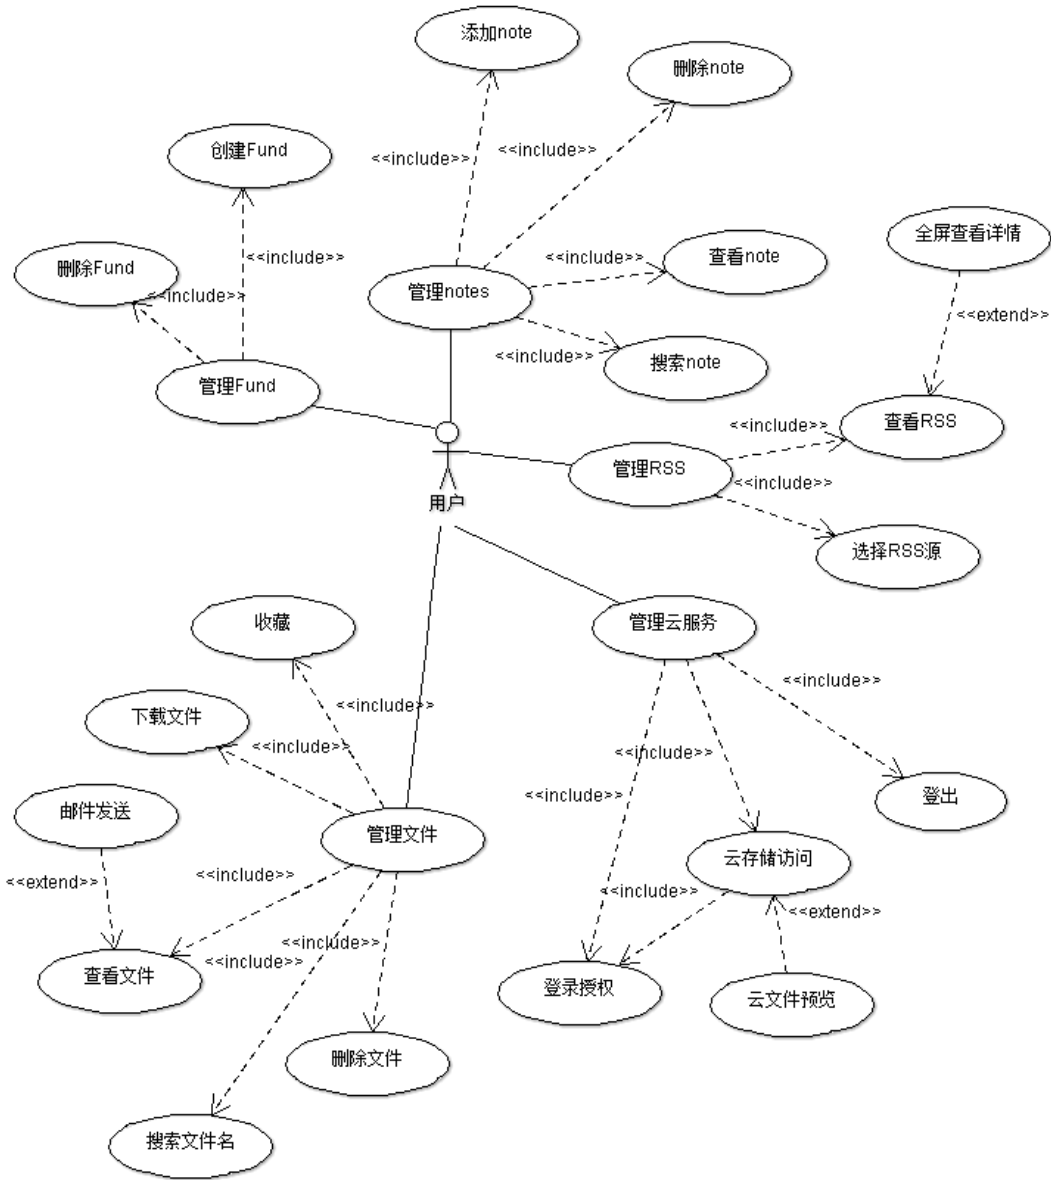 添加note
删除note
<<include>>
<<include>>
创建Fund
全屏查看详情
查看note
<<include>>
<<include>>
删除Fund
<<include>>
管理notes
<<extend>>
<<include>>
搜索note
管理Fund
查看RSS
<<include>>
管理RSS
<<include>>
用户
选择RSS源
收藏
管理云服务
<<include>>
<<include>>
下载文件
<<include>>
<<include>>
<<include>>
登出
邮件发送
管理文件
云存储访问
<<extend>>
<<include>>
<<include>>
<<extend>>
<<include>>
<<include>>
查看文件
登录授权
云文件预览
删除文件
搜索文件名